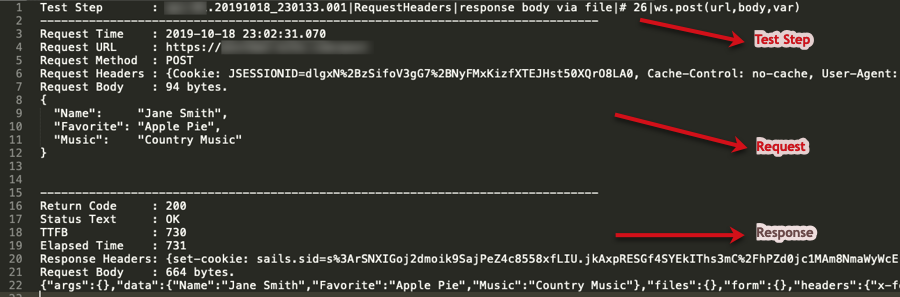 1 Test Step : .20191018_230133.001|RequestHeaders|response body via file|# 26|ws.post(url,body,var)
2 --------------------------------------------------------------------------------
Test Step
3 Request Time : 2019-10-18 23:02:31.070
4 Request URL : https://
5 Request Method : POST
6 Request Headers : {Cookie: JSESSIONID=dlgxN%2BzSifoV3gG7%2BNyFMxKizfXTEJHst50XQrO8LA0, Cache-Control: no-cache, User-Agent:
7 Request Body : 94 bytes.
8 {
9 "Name": "Jane Smith",
10 "Favorite": "Apple Pie",
11 "Music": "Country Music"
Request
12 }
13
14
15 --------------------------------------------------------------------------------
16 Return Code : 200
17 Status Text : OK
18 TTFB : 730
Response
19 Elapsed Time : 731
20 Response Headers: {set-cookie: sails.sid=s%3ArSNXIGoj2dmoik9SajPeZ4c8558xfLIU.jkAxpRESGf4SYEkIThs3mC%2FhPZd0jc1MAm8NmaWyWcE
21 Request Body : 664 bytes.
22 {"args":{},"data":{"Name":"Jane Smith","Favorite":"Apple Pie","Music":"Country Music"},"files":{},"form":{},"headers":{"x-fo